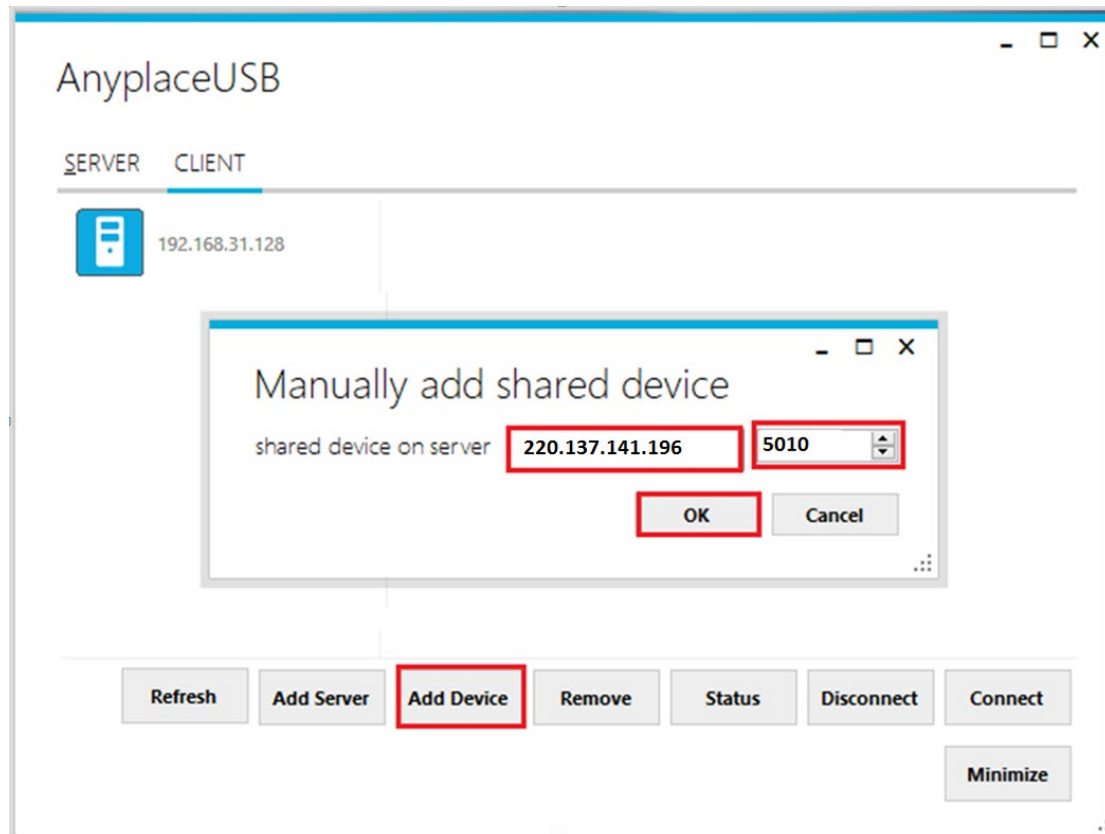 AnyplaceUSB
SERVER CLIENT
192.168.31.128
Manually add shared device
shared device on server 220.137.141.196 5010
OK Cancel
Refresh Add Server Add Device Remove Status Disconnect Connect
Minimize